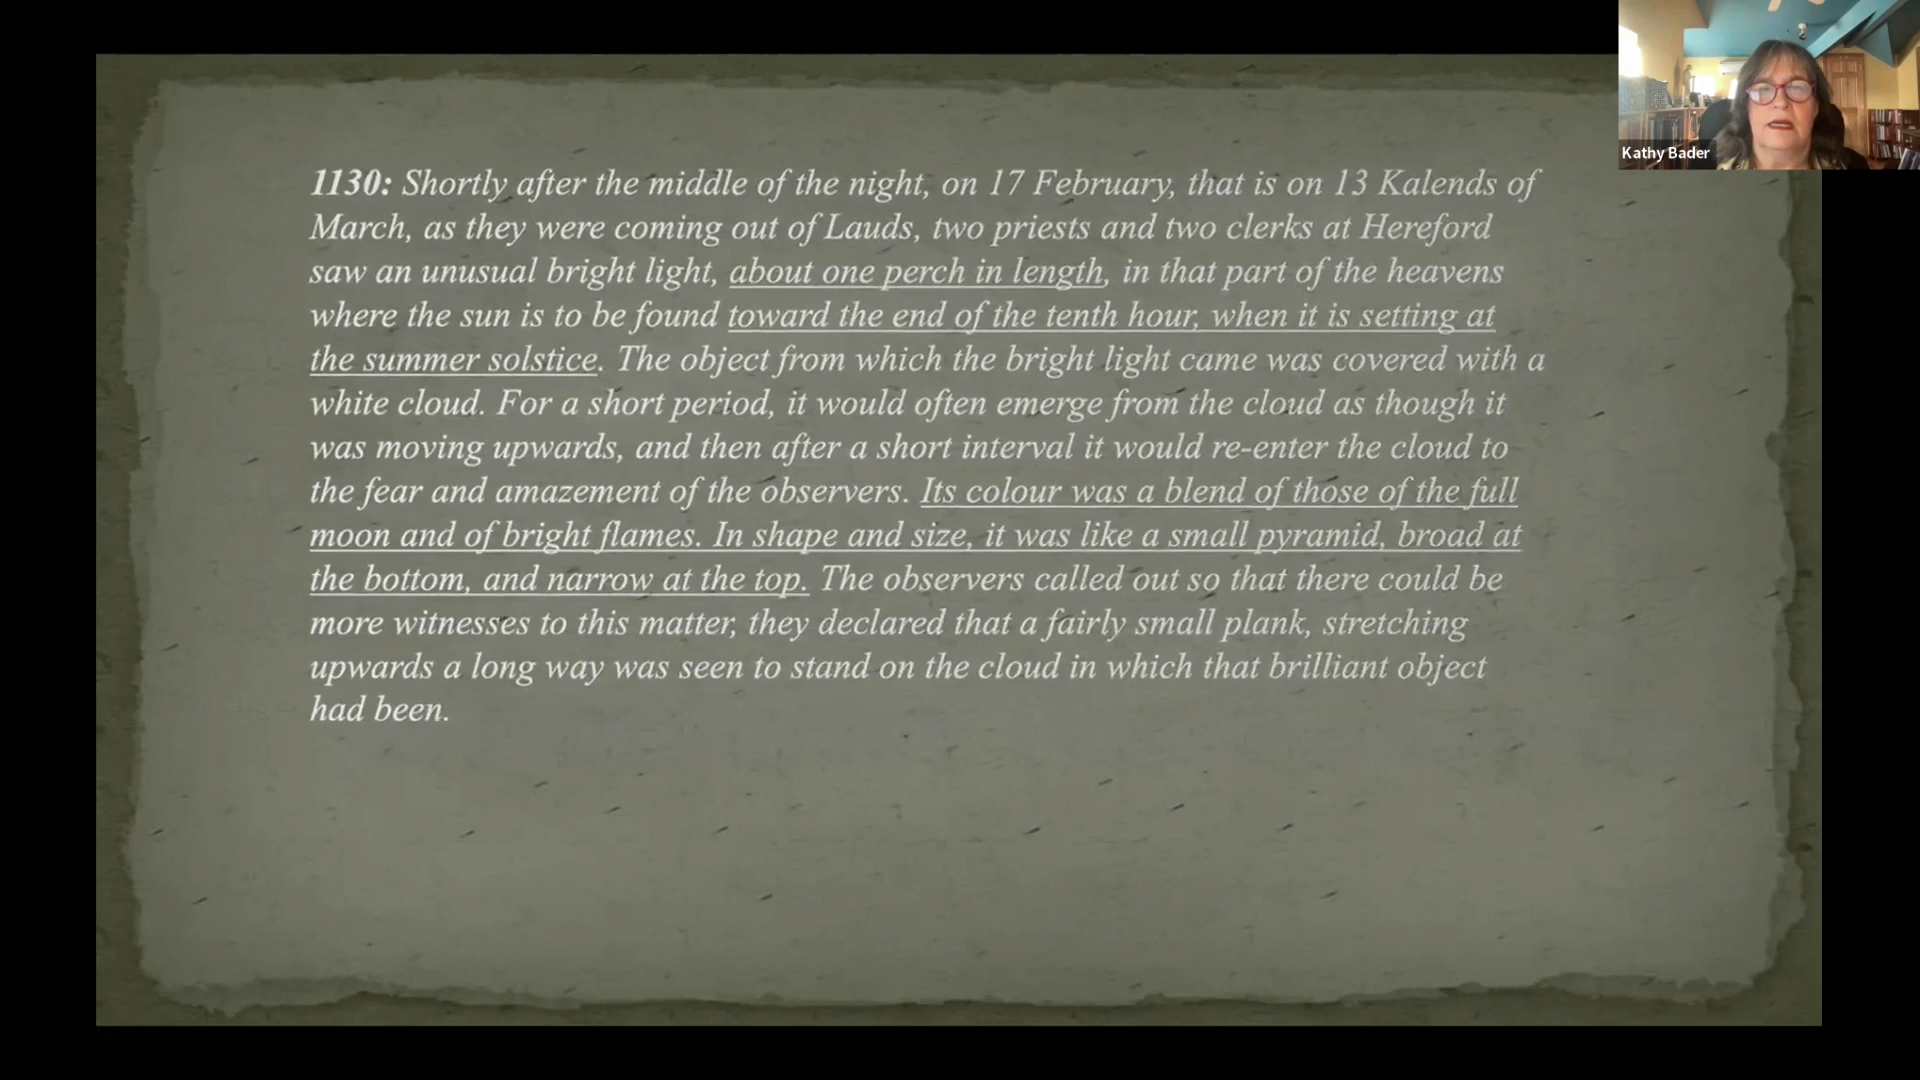 1130: Shortly after the middle of the night, on 17 February, that is on 13 Kalends of
March, as they were coming out of Lauds, two priests and two clerks at Hereford
saw an unusual bright light, about one perch in length, in that part of the heavens
where the sun is to be found toward the end of the tenth hour, when it is setting at
the summer solstice. The object from which the bright light came was covered with a
white cloud. For a short period, it would often emerge from the cloud as though it
was moving upwards, and then after a short interval it would re-enter the cloud to
the fear and amazement of the observers. Its colour was a blend of those of the full
moon and of bright flames. In shape and size, it was like a small pyramid, broad at
the bottom, and narrow at the top. The observers called out so that there could be
more witnesses to this matter, they declared that a fairly small plank, stretching
upwards a long way was seen to stand on the cloud in which that brilliant object
had been.
Kathy Bader